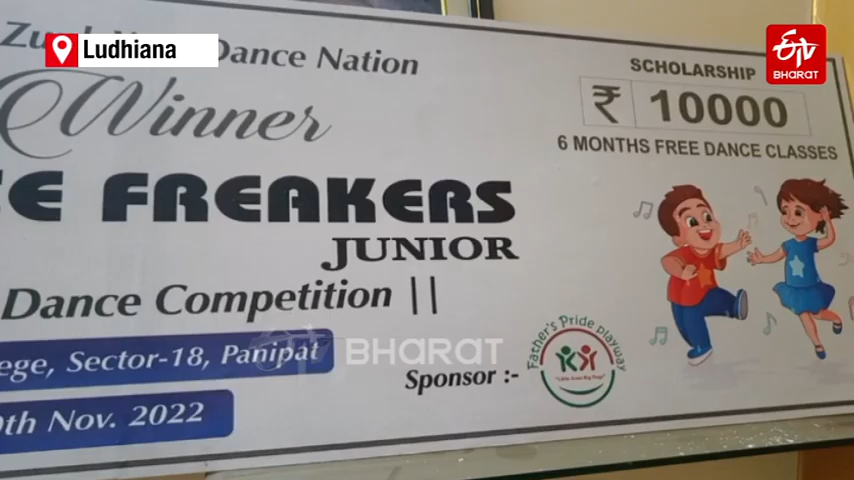 Ludhiana
ETV
BHARAT
Dance Nation
Winner
FREAKERS
JUNIOR
Dance Competition ||
Sector-18, Panipat
Nov. 2022
SCHOLARSHIP
₹ 10000
6 MONTHS FREE DANCE CLASSES
Sponsor :-
Father's Pride playway
BHARAT